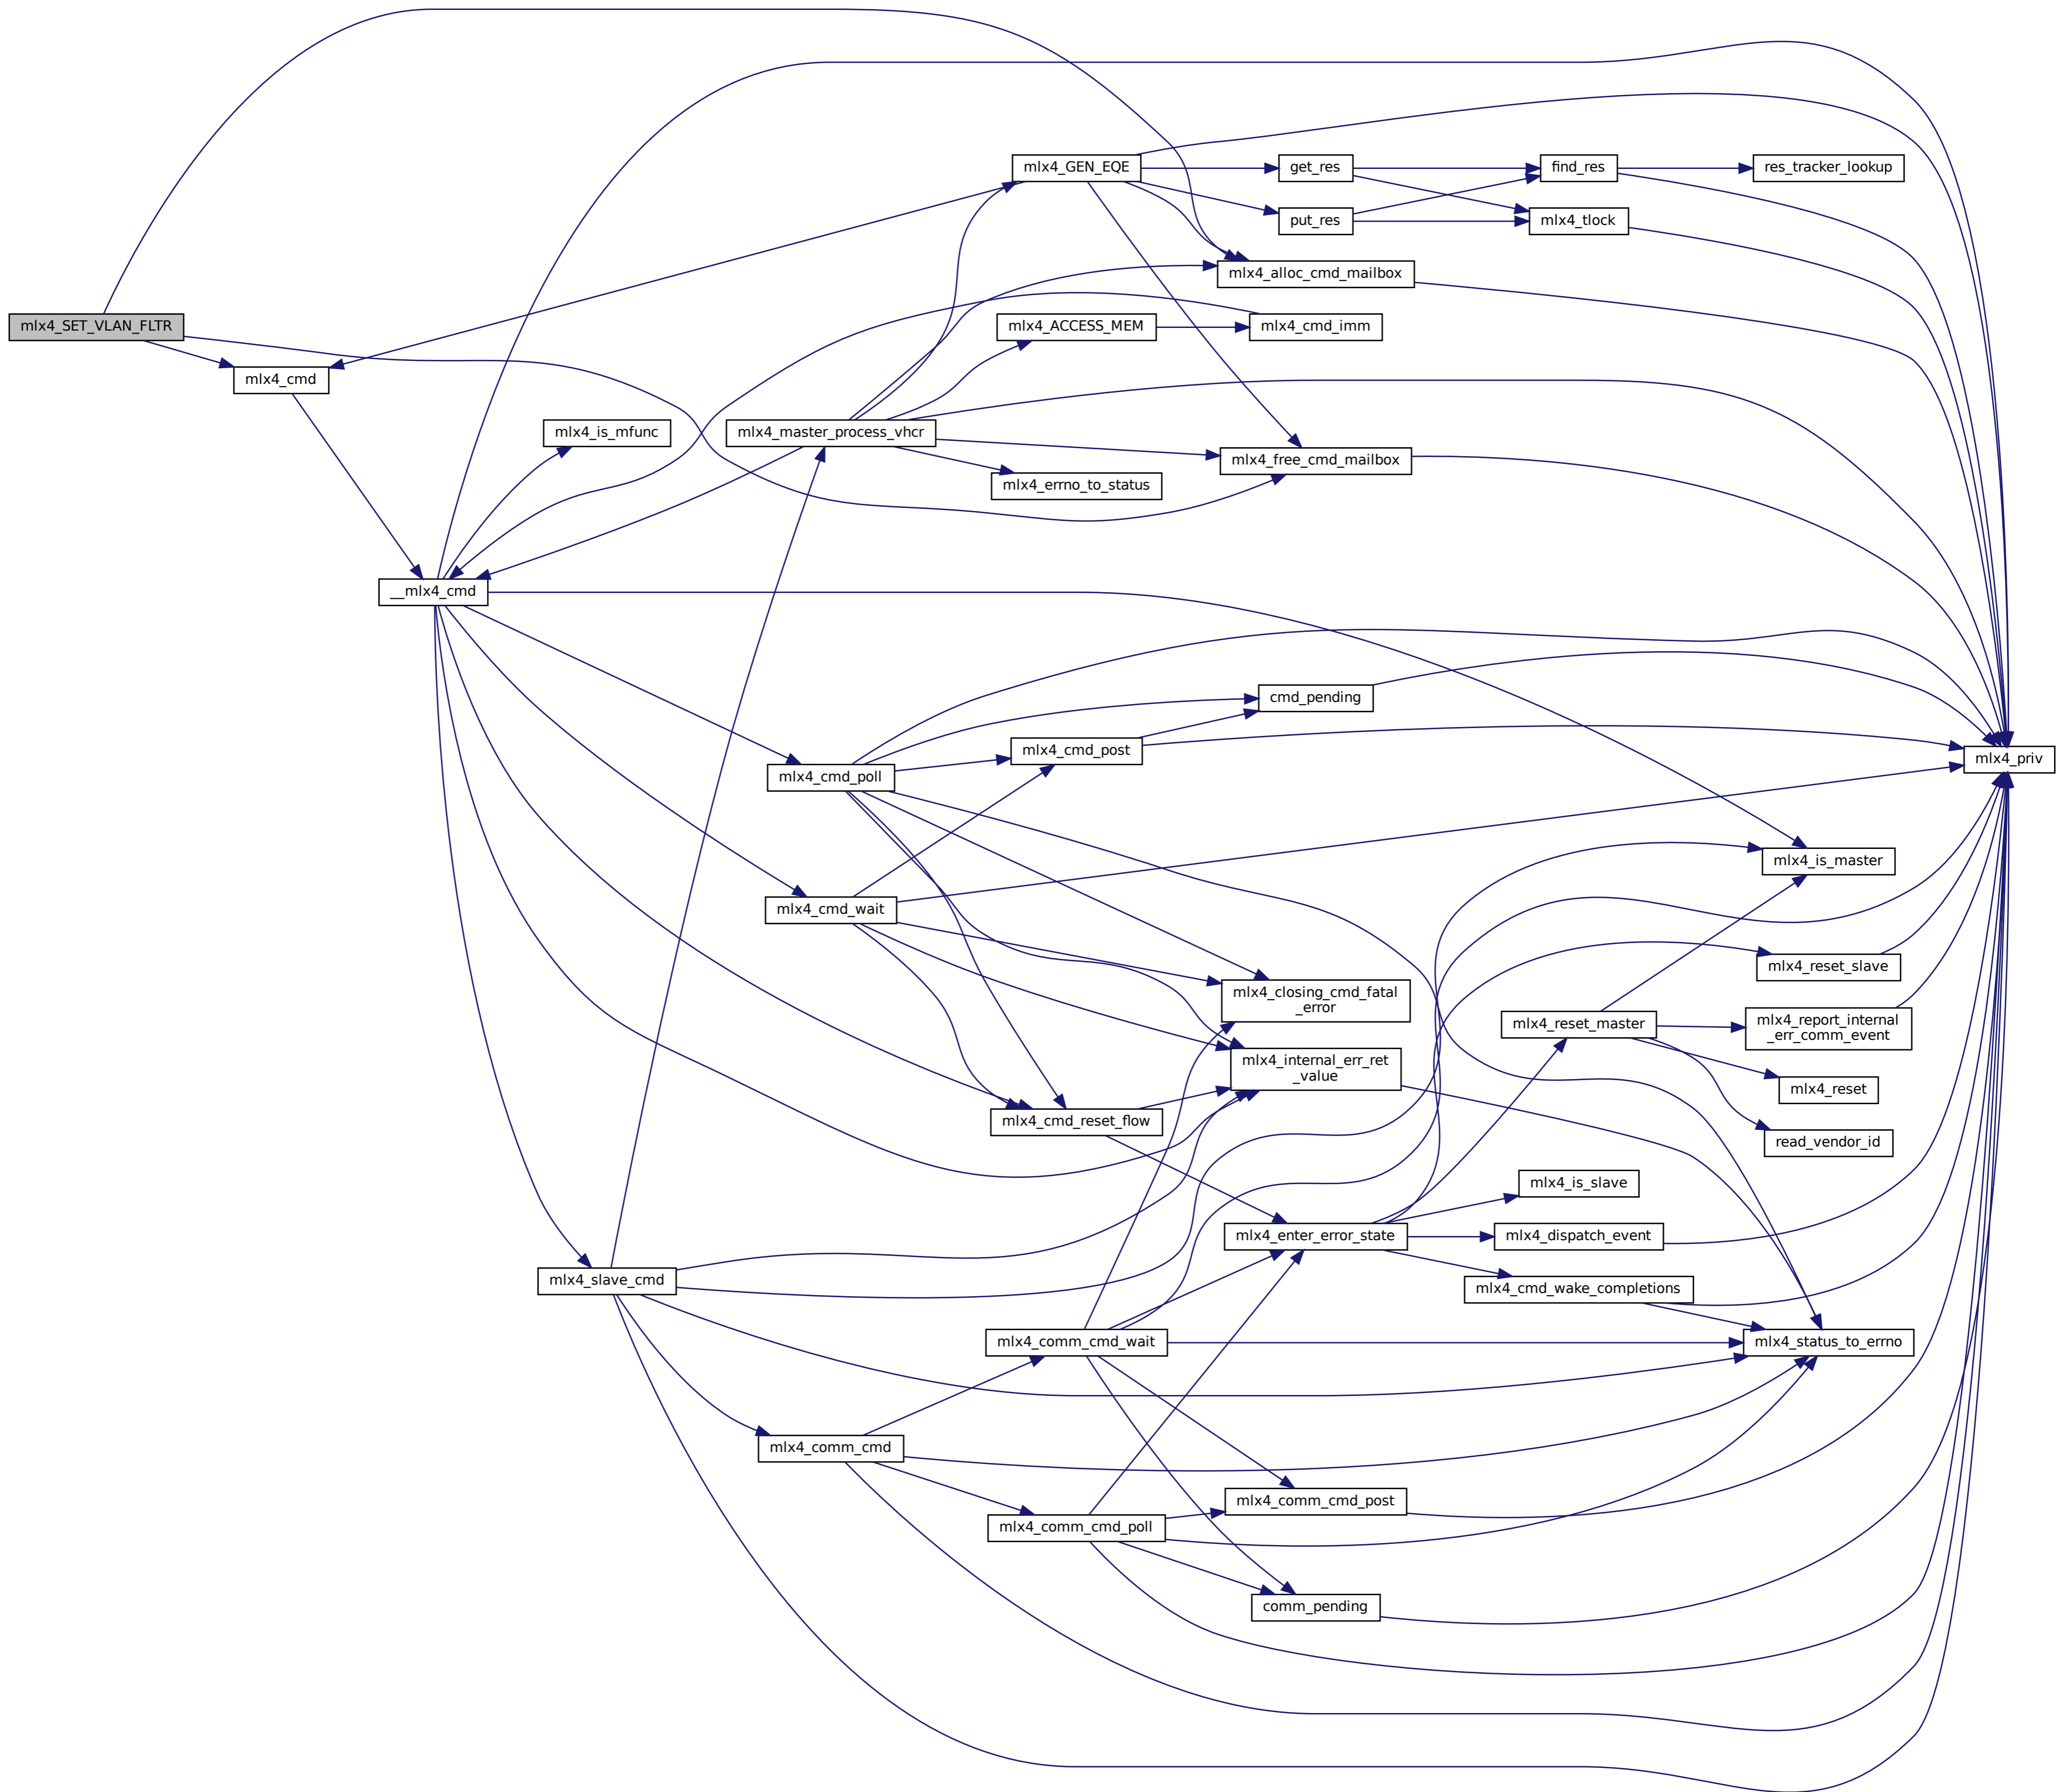 mlx4_SET_VLAN_FLTR
mlx4_cmd
__mlx4_cmd
mlx4_is_mfunc
mlx4_slave_cmd
mlx4_master_process_vhcr
mlx4_cmd_poll
mlx4_cmd_wait
mlx4_comm_cmd
mlx4_GEN_EQE
mlx4_ACCESS_MEM
mlx4_errno_to_status
mlx4_cmd_post
mlx4_cmd_reset_flow
mlx4_comm_cmd_wait
mlx4_comm_cmd_poll
get_res
put_res
mlx4_alloc_cmd_mailbox
mlx4_cmd_imm
mlx4_free_cmd_mailbox
cmd_pending
mlx4_closing_cmd_fatal
_error
mlx4_internal_err_ret
_value
mlx4_enter_error_state
mlx4_comm_cmd_post
comm_pending
find_res
mlx4_tlock
mlx4_reset_master
mlx4_is_slave
mlx4_dispatch_event
mlx4_cmd_wake_completions
res_tracker_lookup
mlx4_is_master
mlx4_reset_slave
mlx4_report_internal
_err_comm_event
mlx4_reset
read_vendor_id
mlx4_status_to_errno
mlx4_priv